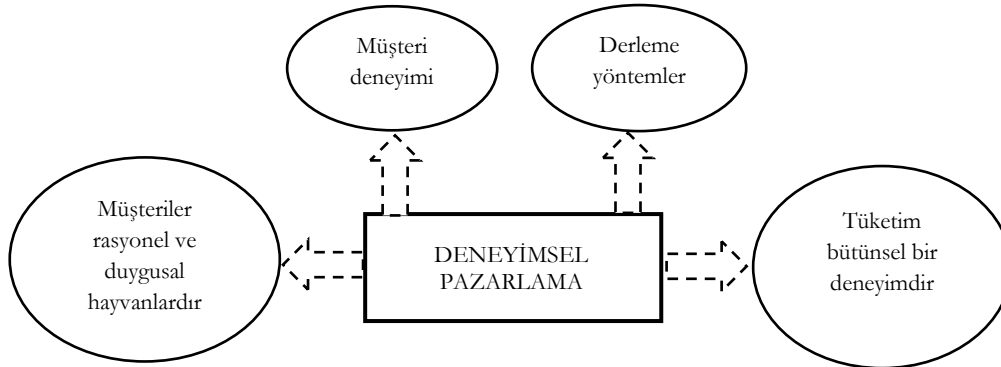 Müşteri
deneyimi
Derleme
yöntemler
Müşteriler
rasyonel ve
duygusal
hayvanlardır
DENEYİMSEL
PAZARLAMA
Tüketim
bütünsel bir
deneyimdir